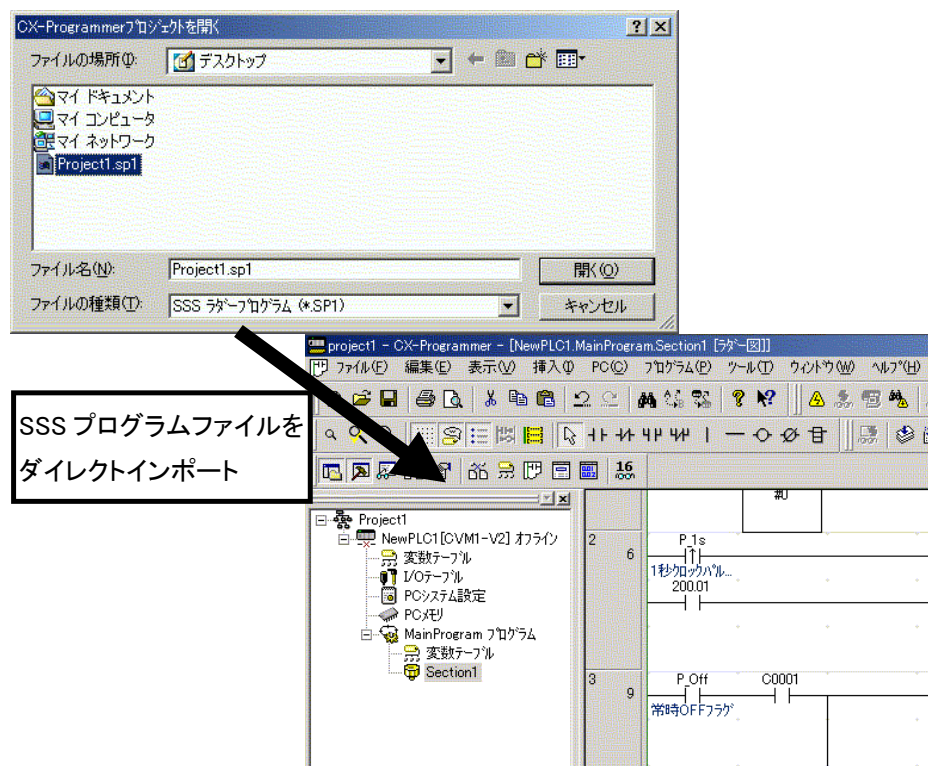 CX-Programmerﾌﾟﾛｼﾞｪｸﾄを開く
ファイルの場所(I):
デスクトップ
マイ ドキュメント
マイ コンピュータ
マイ ネットワーク
Project1.sp1
ファイル名(N):
Project1.sp1
開く(O)
ファイルの種類(T):
SSS ﾗﾀﾞｰﾌﾟﾛｸﾞﾗﾑ (*.SP1)
キャンセル
SSS プログラムファイルを
ダイレクトインポート
project1 - CX-Programmer - [NewPLC1.MainProgram.Section1 [ﾗﾀﾞｰ図]]
ﾌｧｲﾙ(F) 編集(E) 表示(V) 挿入(I) PC(C) ﾌﾟﾛｸﾞﾗﾑ(P) ﾂｰﾙ(T) ｳｨﾝﾄﾞｳ(W) ﾍﾙﾌﾟ(H)
16
Project1
NewPLC1[CVM1-V2] ｵﾌﾗｲﾝ
変数ﾃｰﾌﾞﾙ
I/Oﾃｰﾌﾞﾙ
PCｼｽﾃﾑ設定
PCﾒﾓﾘ
MainProgram ﾌﾟﾛｸﾞﾗﾑ
変数ﾃｰﾌﾞﾙ
Section1
#0
2
6
P_1s
1秒ｸﾛｯｸﾊﾟﾙ...
200.01
3
9
P_Off C0001
常時OFFﾌﾗｸﾞ